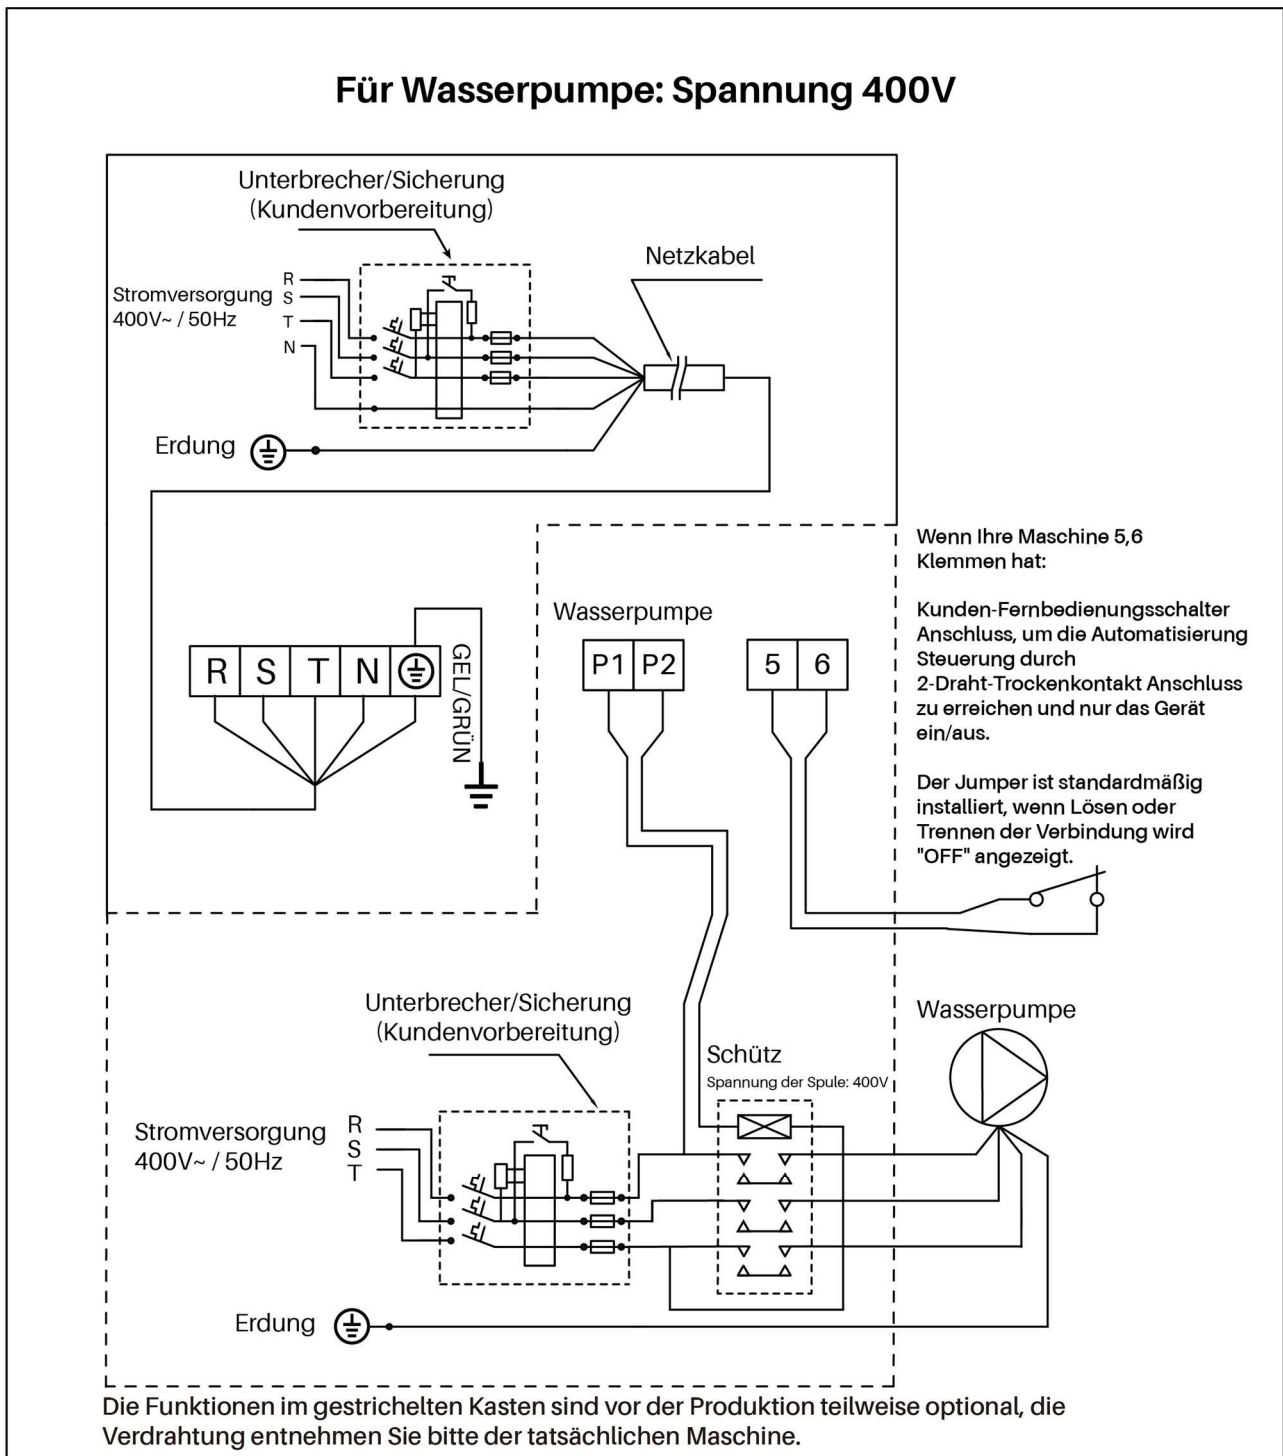 Für Wasserpumpe: Spannung 400V
Unterbrecher/Sicherung
(Kundenvorbereitung)
Netzkabel
Stromversorgung
400V~ / 50Hz
R
S
T
N
Erdung
Wenn Ihre Maschine 5,6
Klemmen hat:
Kunden-Fernbedienungsschalter
Anschluss, um die Automatisierung
Steuerung durch
2-Draht-Trockenkontakt Anschluss
zu erreichen und nur das Gerät
ein/aus.
Der Jumper ist standardmäßig
installiert, wenn Lösen oder
Trennen der Verbindung wird
"OFF" angezeigt.
R S T N
GEL/GRÜN
Wasserpumpe
P1 P2
5 6
Unterbrecher/Sicherung
(Kundenvorbereitung)
Schütz
Spannung der Spule: 400V
Wasserpumpe
Stromversorgung
400V~ / 50Hz
R
S
T
Erdung
Die Funktionen im gestrichelten Kasten sind vor der Produktion teilweise optional, die
Verdrahtung entnehmen Sie bitte der tatsächlichen Maschine.